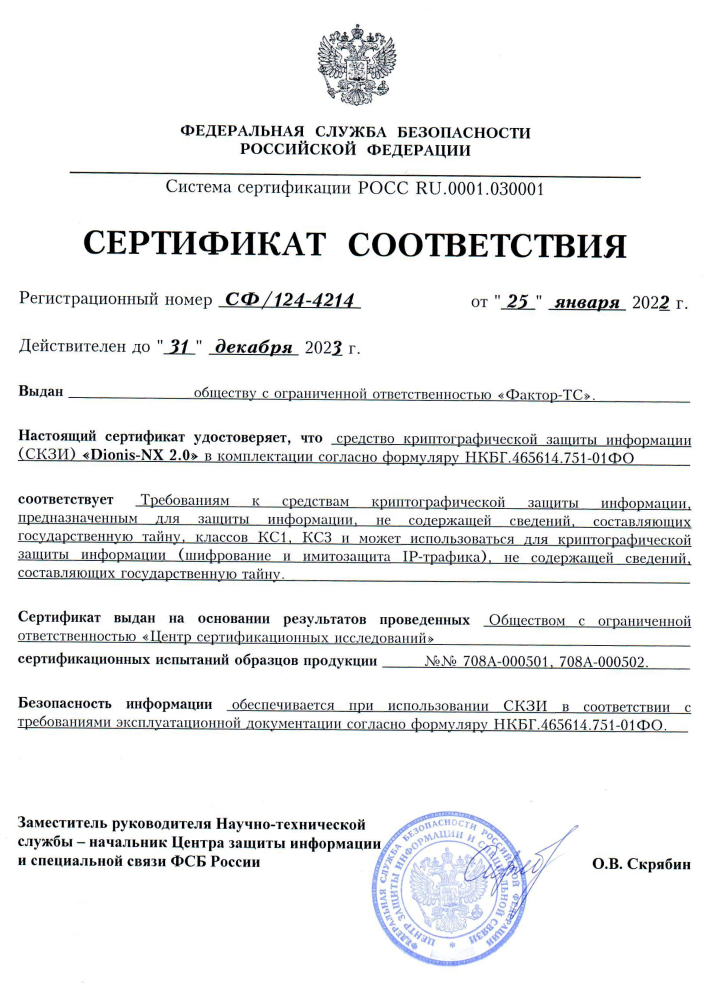 ФЕДЕРАЛЬНАЯ СЛУЖБА БЕЗОПАСНОСТИ
РОССИЙСКОЙ ФЕДЕРАЦИИ
Система сертификации РОСС RU.0001.030001
СЕРТИФИКАТ СООТВЕТСТВИЯ
Регистрационный номер СФ/124-4214 от "25" января 2022 г.
Действителен до "31" декабря 2023 г.
Выдан обществу с ограниченной ответственностью «Фактор-ТС».
Настоящий сертификат удостоверяет, что средство криптографической защиты информации
(СКЗИ) «Dionis-NX 2.0» в комплектации согласно формуляру НКБГ.465614.751-01ФО
соответствует Требованиям к средствам криптографической защиты информации,
предназначенным для защиты информации, не содержащей сведений, составляющих
государственную тайну, классов КС1, КС3 и может использоваться для криптографической
защиты информации (шифрование и имитозащита IP-трафика), не содержащей сведений,
составляющих государственную тайну.
Сертификат выдан на основании результатов проведенных Обществом с ограниченной
ответственностью «Центр сертификационных исследований»
сертификационных испытаний образцов продукции №№ 708А-000501, 708А-000502.
Безопасность информации обеспечивается при использовании СКЗИ в соответствии с
требованиями эксплуатационной документации согласно формуляру НКБГ.465614.751-01ФО.
Заместитель руководителя Научно-технической
службы – начальник Центра защиты информации
и специальной связи ФСБ России О.В. Скрябин
ФЕДЕРАЛЬНАЯ СЛУЖБА БЕЗОПАСНОСТИ РОССИЙСКОЙ ФЕДЕРАЦИИ
ЦЕНТР ЗАЩИТЫ ИНФОРМАЦИИ И СПЕЦИАЛЬНОЙ СВЯЗИ